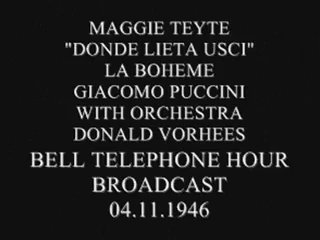 MAGGIE TEYTE
"DONDE LIETA USCI"
LA BOHEME
GIACOMO PUCCINI
WITH ORCHESTRA
DONALD VORHEES
BELL TELEPHONE HOUR
BROADCAST
04.11.1946